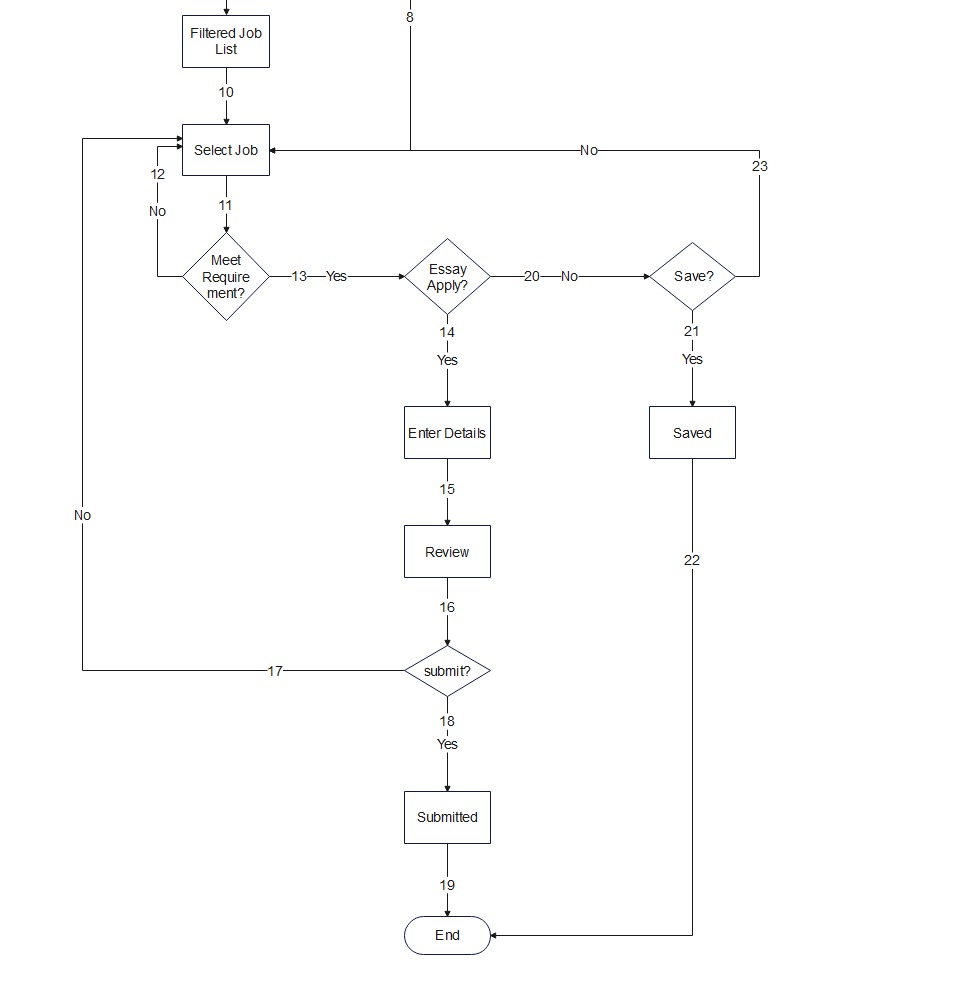 8
Filtered Job
List
10
Select Job
No
23
12
11
No
Meet
Require
ment?
13
Yes
Essay
Apply?
20
No
Save?
14
Yes
21
Yes
Enter Details
Saved
15
No
Review
22
16
17
submit?
18
Yes
Submitted
19
End